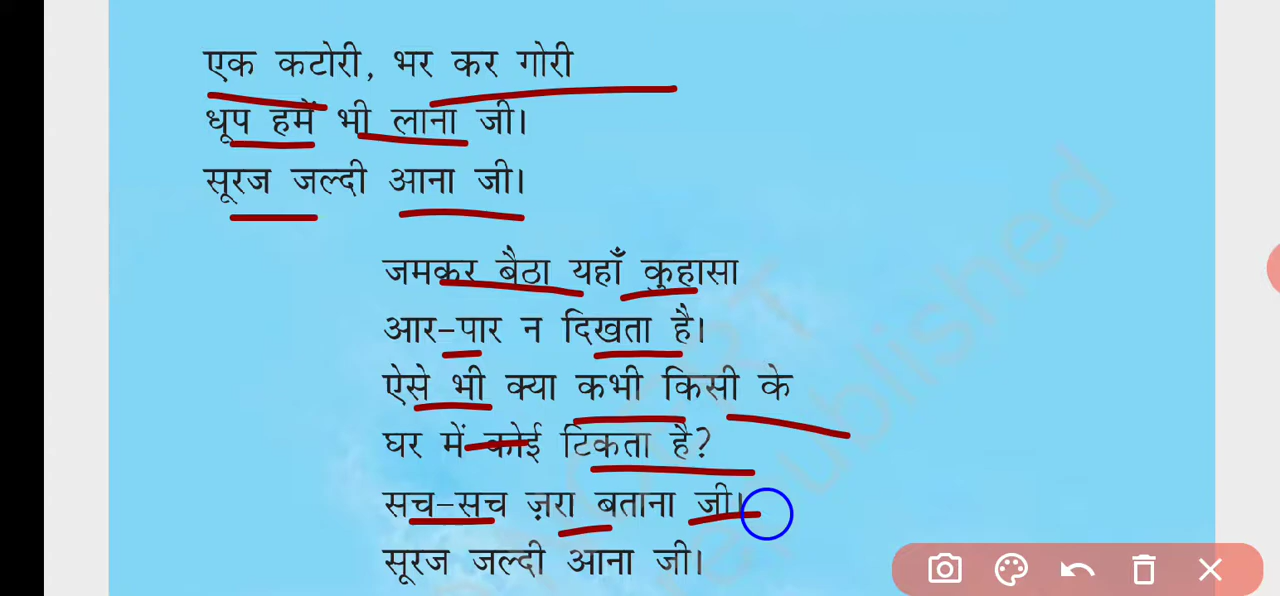 एक कटोरी, भर कर गोरी
धूप हमें भी लाना जी।
सूरज जल्दी आना जी।
जमकर बैठा यहाँ कुहासा
आर-पार न दिखता है।
ऐसे भी क्या कभी किसी के
घर में कोई टिकता है?
सच-सच ज़रा बताना जी।
सूरज जल्दी आना जी।